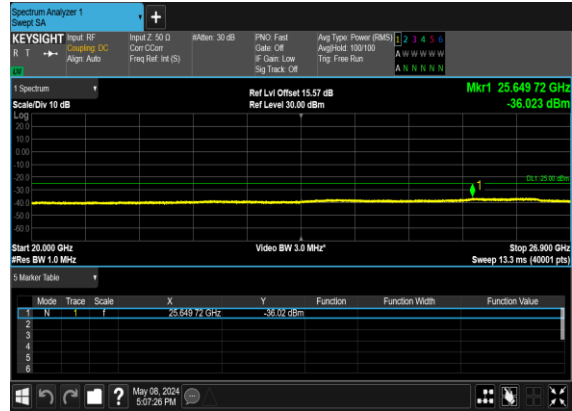 Spectrum Analyzer 1
Swept SA
+
KEYSIGHT Input: RF Input Z: 50 Ω #Atten: 30 dB PNO: Fast Avg Type: Power (RMS) 1 2 3 4 5 6
R T Coupling: DC Corr CCorr Gate: Off Avg|Hold: 100/100 A W W W W W
Align: Auto Freq Ref: Int (S) IF Gain: Low Trig: Free Run
Sig Track: Off A N N N N N
1 Spectrum Ref Lvl Offset 15.57 dB Mkr1 25.649 72 GHz
Scale/Div 10 dB Ref Level 30.00 dBm -36.023 dBm
Log
20.0
10.0
0.00
-10.0
-20.0
DL1 -25.00 dBm
-30.0
1
-40.0
-50.0
-60.0
Start 20.000 GHz Video BW 3.0 MHz* Stop 26.900 GHz
#Res BW 1.0 MHz Sweep 13.3 ms (40001 pts)
5 Marker Table
Mode Trace Scale X Y Function Function Width Function Value
1 N 1 f 25.649 72 GHz -36.02 dBm
2
3
4
5
6
? May 08, 2024
5:07:26 PM